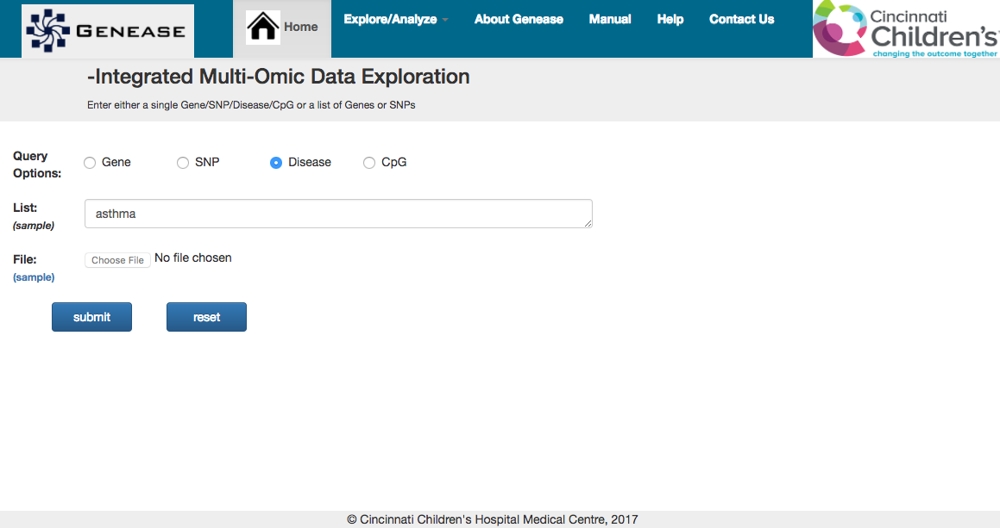 GENEASE
Home
Explore/Analyze
About Genease
Manual
Help
Contact Us
Cincinnati
Children's
changing the outcome together
-Integrated Multi-Omic Data Exploration
Enter either a single Gene/SNP/Disease/CpG or a list of Genes or SNPs
Query
Options:
Gene
SNP
Disease
CpG
List:
(sample)
asthma
File:
(sample)
Choose File No file chosen
submit
reset
© Cincinnati Children's Hospital Medical Centre, 2017